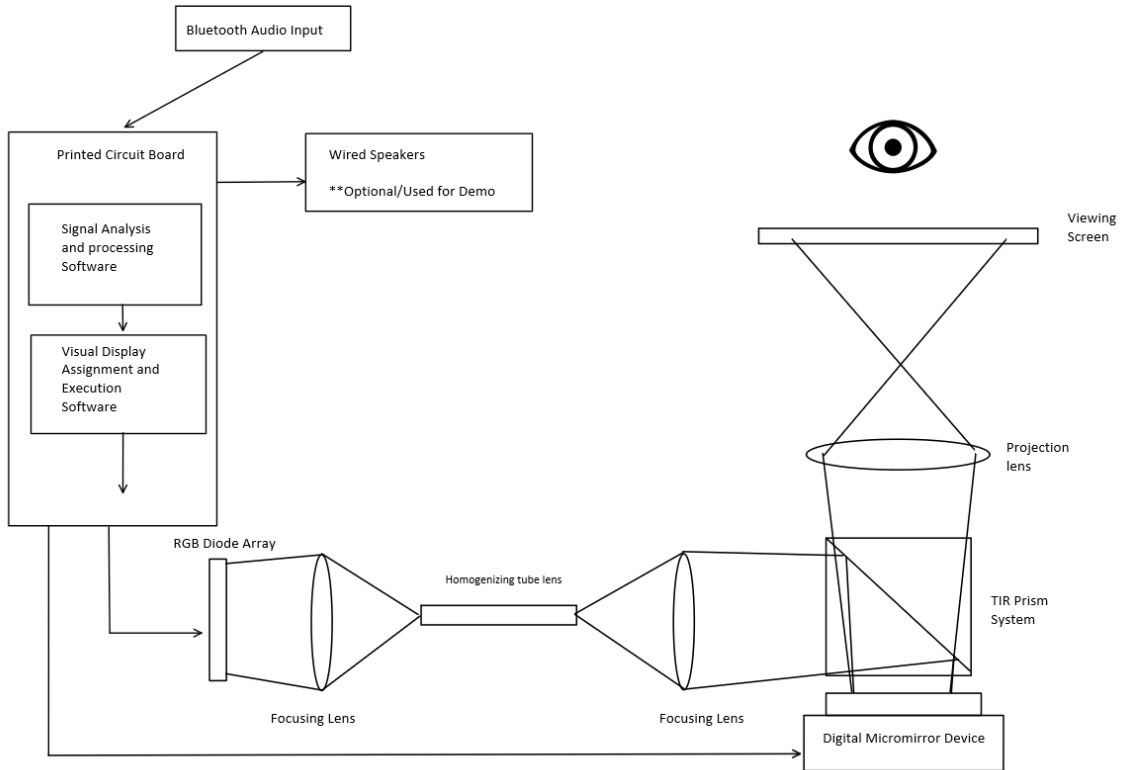 Bluetooth Audio Input
Printed Circuit Board
Wired Speakers
**Optional/Used for Demo
Signal Analysis
and processing
Software
Visual Display
Assignment and
Execution
Software
Viewing
Screen
Projection
lens
RGB Diode Array
Homogenizing tube lens
TIR Prism
System
Focusing Lens
Focusing Lens
Digital Micromirror Device